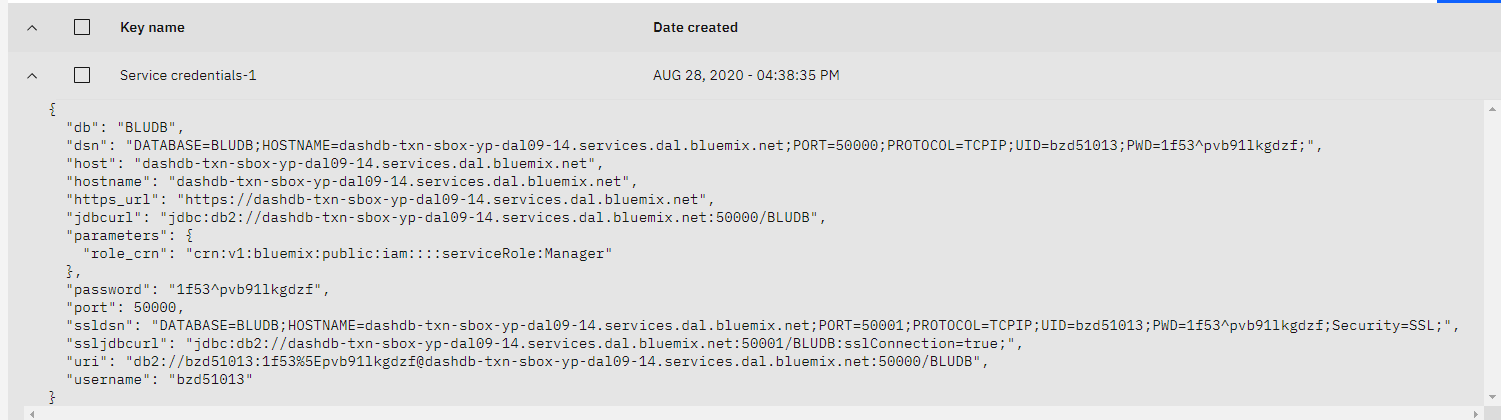 Key name Date created
Service credentials-1 AUG 28, 2020 - 04:38:35 PM
{
"db": "BLUDB",
"dsn": "DATABASE=BLUDB;HOSTNAME=dashdb-txn-sbox-yp-dal09-14.services.dal.bluemix.net;PORT=50000;PROTOCOL=TCPIP;UID=bzd51013;PWD=1f53^pvb91lkgdzf;",
"host": "dashdb-txn-sbox-yp-dal09-14.services.dal.bluemix.net",
"hostname": "dashdb-txn-sbox-yp-dal09-14.services.dal.bluemix.net",
"https_url": "https://dashdb-txn-sbox-yp-dal09-14.services.dal.bluemix.net",
"jdbcurl": "jdbc:db2://dashdb-txn-sbox-yp-dal09-14.services.dal.bluemix.net:50000/BLUDB",
"parameters": {
"role_crn": "crn:v1:bluemix:public:iam::::serviceRole:Manager"
},
"password": "1f53^pvb91lkgdzf",
"port": 50000,
"ssldsn": "DATABASE=BLUDB;HOSTNAME=dashdb-txn-sbox-yp-dal09-14.services.dal.bluemix.net;PORT=50001;PROTOCOL=TCPIP;UID=bzd51013;PWD=1f53^pvb91lkgdzf;Security=SSL;",
"ssljdbcurl": "jdbc:db2://dashdb-txn-sbox-yp-dal09-14.services.dal.bluemix.net:50001/BLUDB:sslConnection=true;",
"uri": "db2://bzd51013:1f53%5Epvb91lkgdzf@dashdb-txn-sbox-yp-dal09-14.services.dal.bluemix.net:50000/BLUDB",
"username": "bzd51013"
}